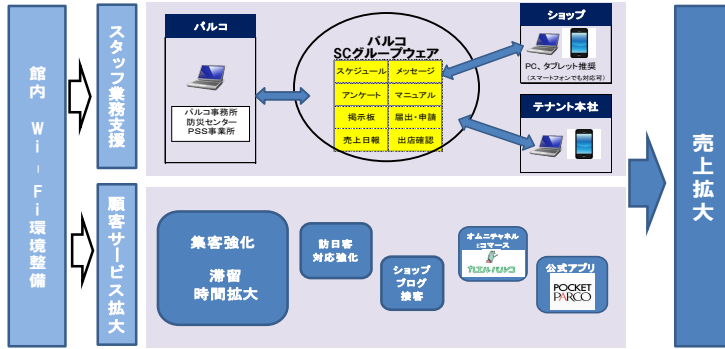 館内 Wi-Fi環境整備
スタッフ業務支援
パルコ
パルコ事務所
防災センター
PSS事業所
パルコ
SCグループウェア
スケジュール
メッセージ
アンケート
マニュアル
掲示板
届出・申請
売上日報
出店確認
ショップ
PC、タブレット推奨
(スマートフォンでも対応可)
テナント本社
顧客サービス拡大
集客強化
滞留
時間拡大
訪日客
対応強化
ショップ
ブログ
接客
オムニチャネル
:コマース
カエルパルコ
公式アプリ
POCKET
PARCO
売上拡大